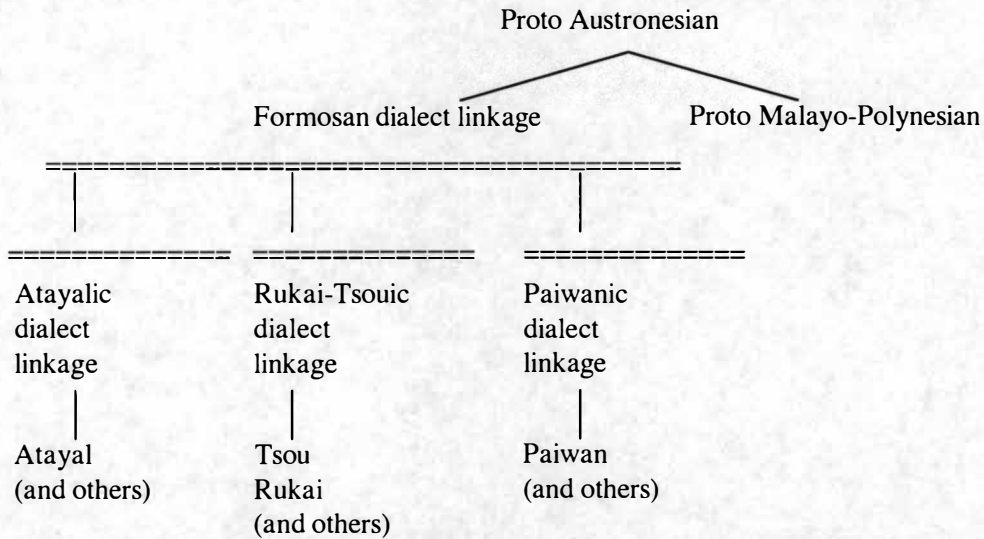 Proto Austronesian
Formosan dialect linkage Proto Malayo-Polynesian
Atayalic Rukai-Tsouic Paiwanic
dialect dialect dialect
linkage linkage linkage
Atayal Tsou Paiwan
(and others) Rukai (and others)
(and others)